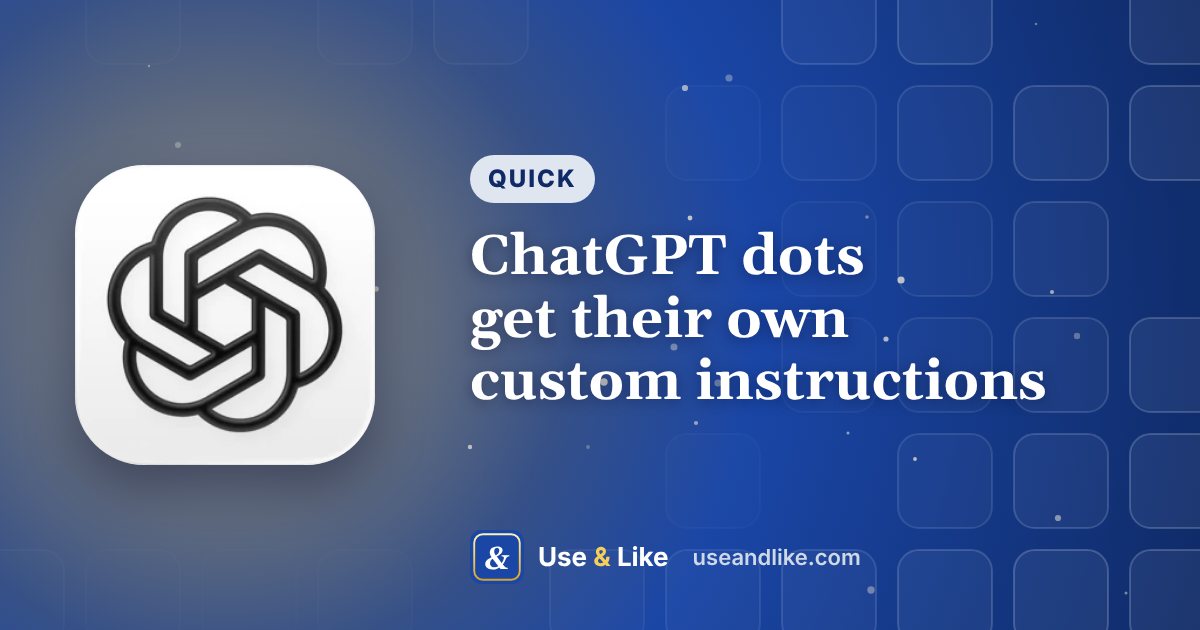 QUICK
ChatGPT dots
get their own
custom instructions
& Use & Like useandlike.com